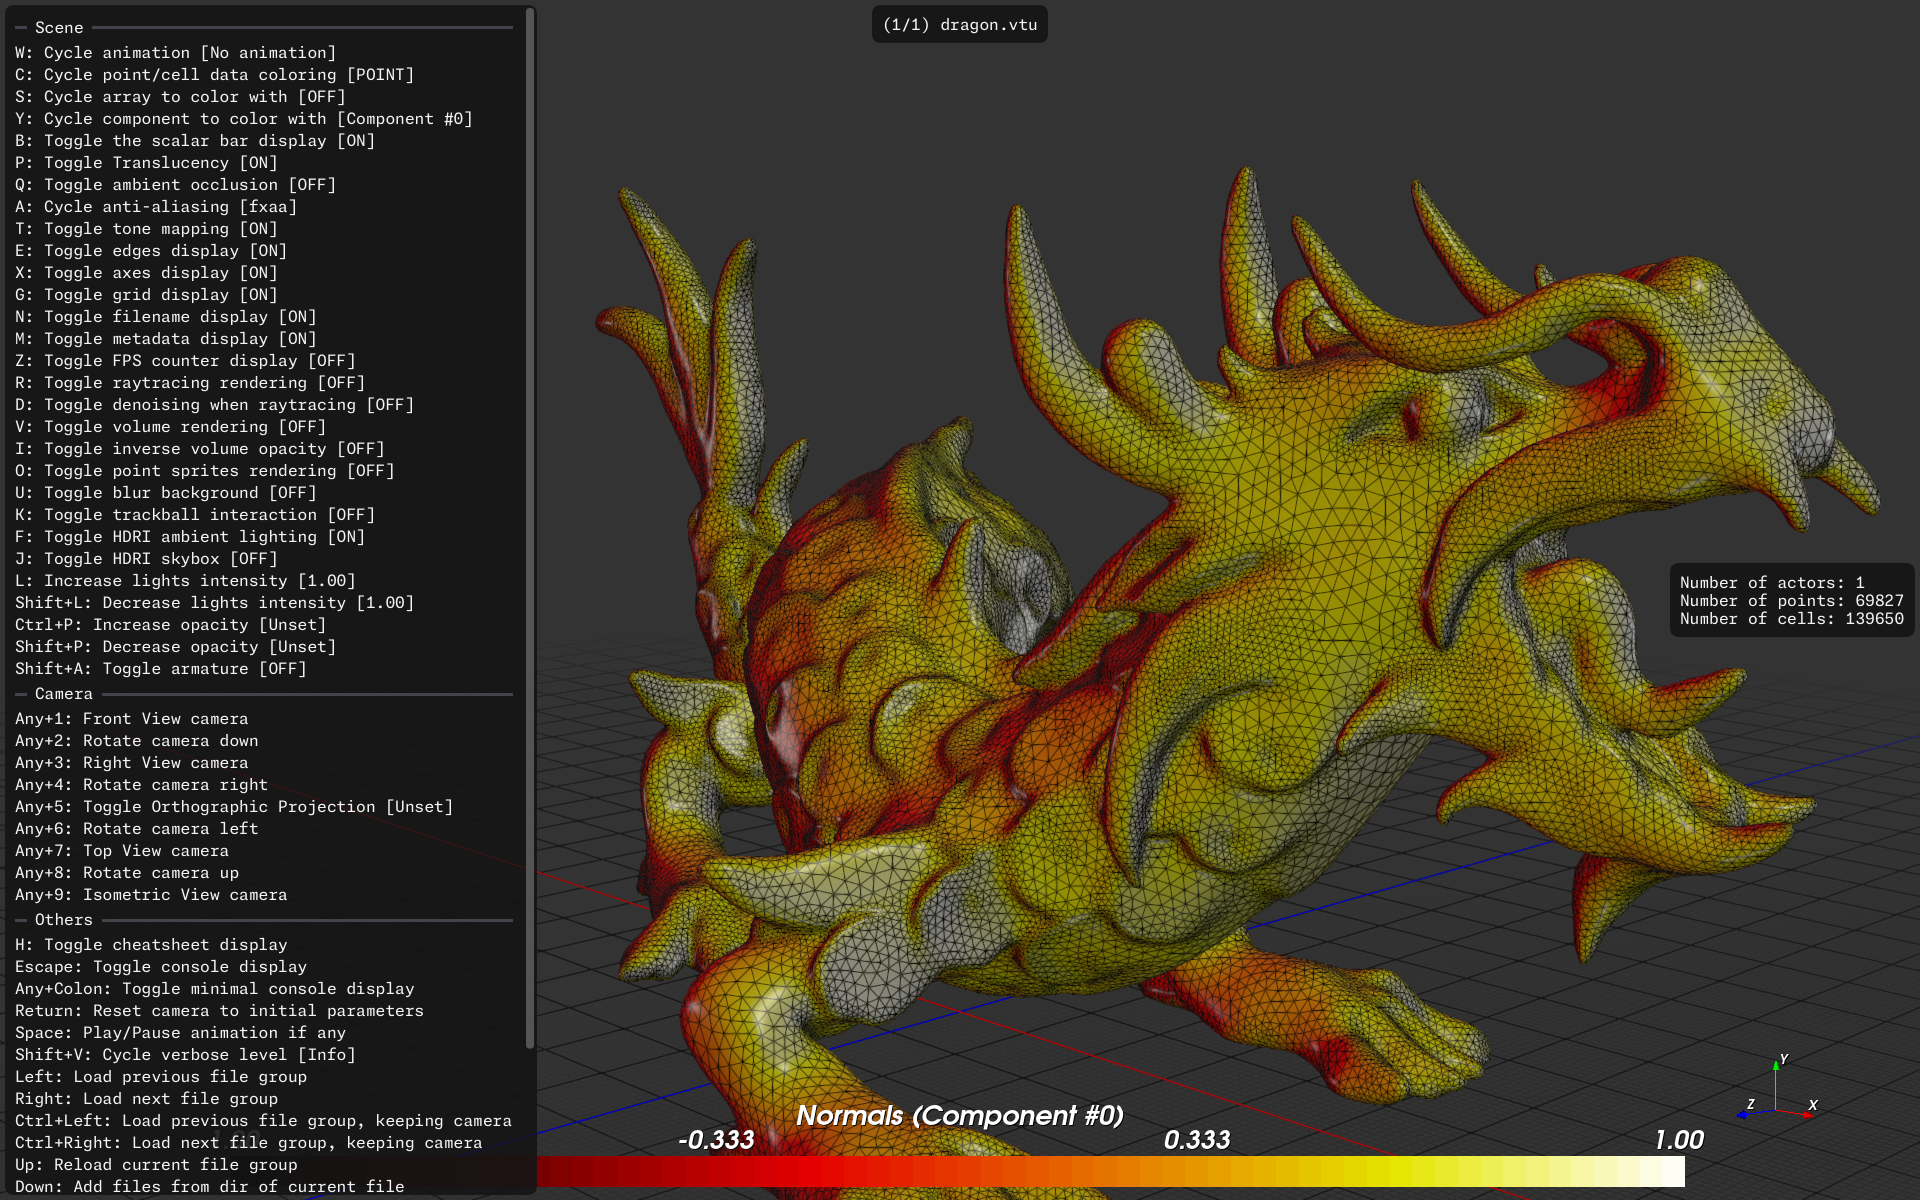 Scene
W: Cycle animation [No animation]
C: Cycle point/cell data coloring [POINT]
S: Cycle array to color with [OFF]
Y: Cycle component to color with [Component #0]
B: Toggle the scalar bar display [ON]
P: Toggle Translucency [ON]
Q: Toggle ambient occlusion [OFF]
A: Cycle anti-aliasing [fxaa]
T: Toggle tone mapping [ON]
E: Toggle edges display [ON]
X: Toggle axes display [ON]
G: Toggle grid display [ON]
N: Toggle filename display [ON]
M: Toggle metadata display [ON]
Z: Toggle FPS counter display [OFF]
R: Toggle raytracing rendering [OFF]
D: Toggle denoising when raytracing [OFF]
V: Toggle volume rendering [OFF]
I: Toggle inverse volume opacity [OFF]
O: Toggle point sprites rendering [OFF]
U: Toggle blur background [OFF]
K: Toggle trackball interaction [OFF]
F: Toggle HDRI ambient lighting [ON]
J: Toggle HDRI skybox [OFF]
L: Increase lights intensity [1.00]
Shift+L: Decrease lights intensity [1.00]
Ctrl+P: Increase opacity [Unset]
Shift+P: Decrease opacity [Unset]
Shift+A: Toggle armature [OFF]
Camera
Any+1: Front View camera
Any+2: Rotate camera down
Any+3: Right View camera
Any+4: Rotate camera right
Any+5: Toggle Orthographic Projection [Unset]
Any+6: Rotate camera left
Any+7: Top View camera
Any+8: Rotate camera up
Any+9: Isometric View camera
Others
H: Toggle cheatsheet display
Escape: Toggle console display
Any+Colon: Toggle minimal console display
Return: Reset camera to initial parameters
Space: Play/Pause animation if any
Shift+V: Cycle verbose level [Info]
Left: Load previous file group
Right: Load next file group
Ctrl+Left: Load previous file group, keeping camera
Ctrl+Right: Load next file group, keeping camera
Up: Reload current file group
Down: Add files from dir of current file
(1/1) dragon.vtu
Number of actors: 1
Number of points: 69827
Number of cells: 139650
Y
Z
X
Normals (Component #0)
-0.333
0.333
1.00